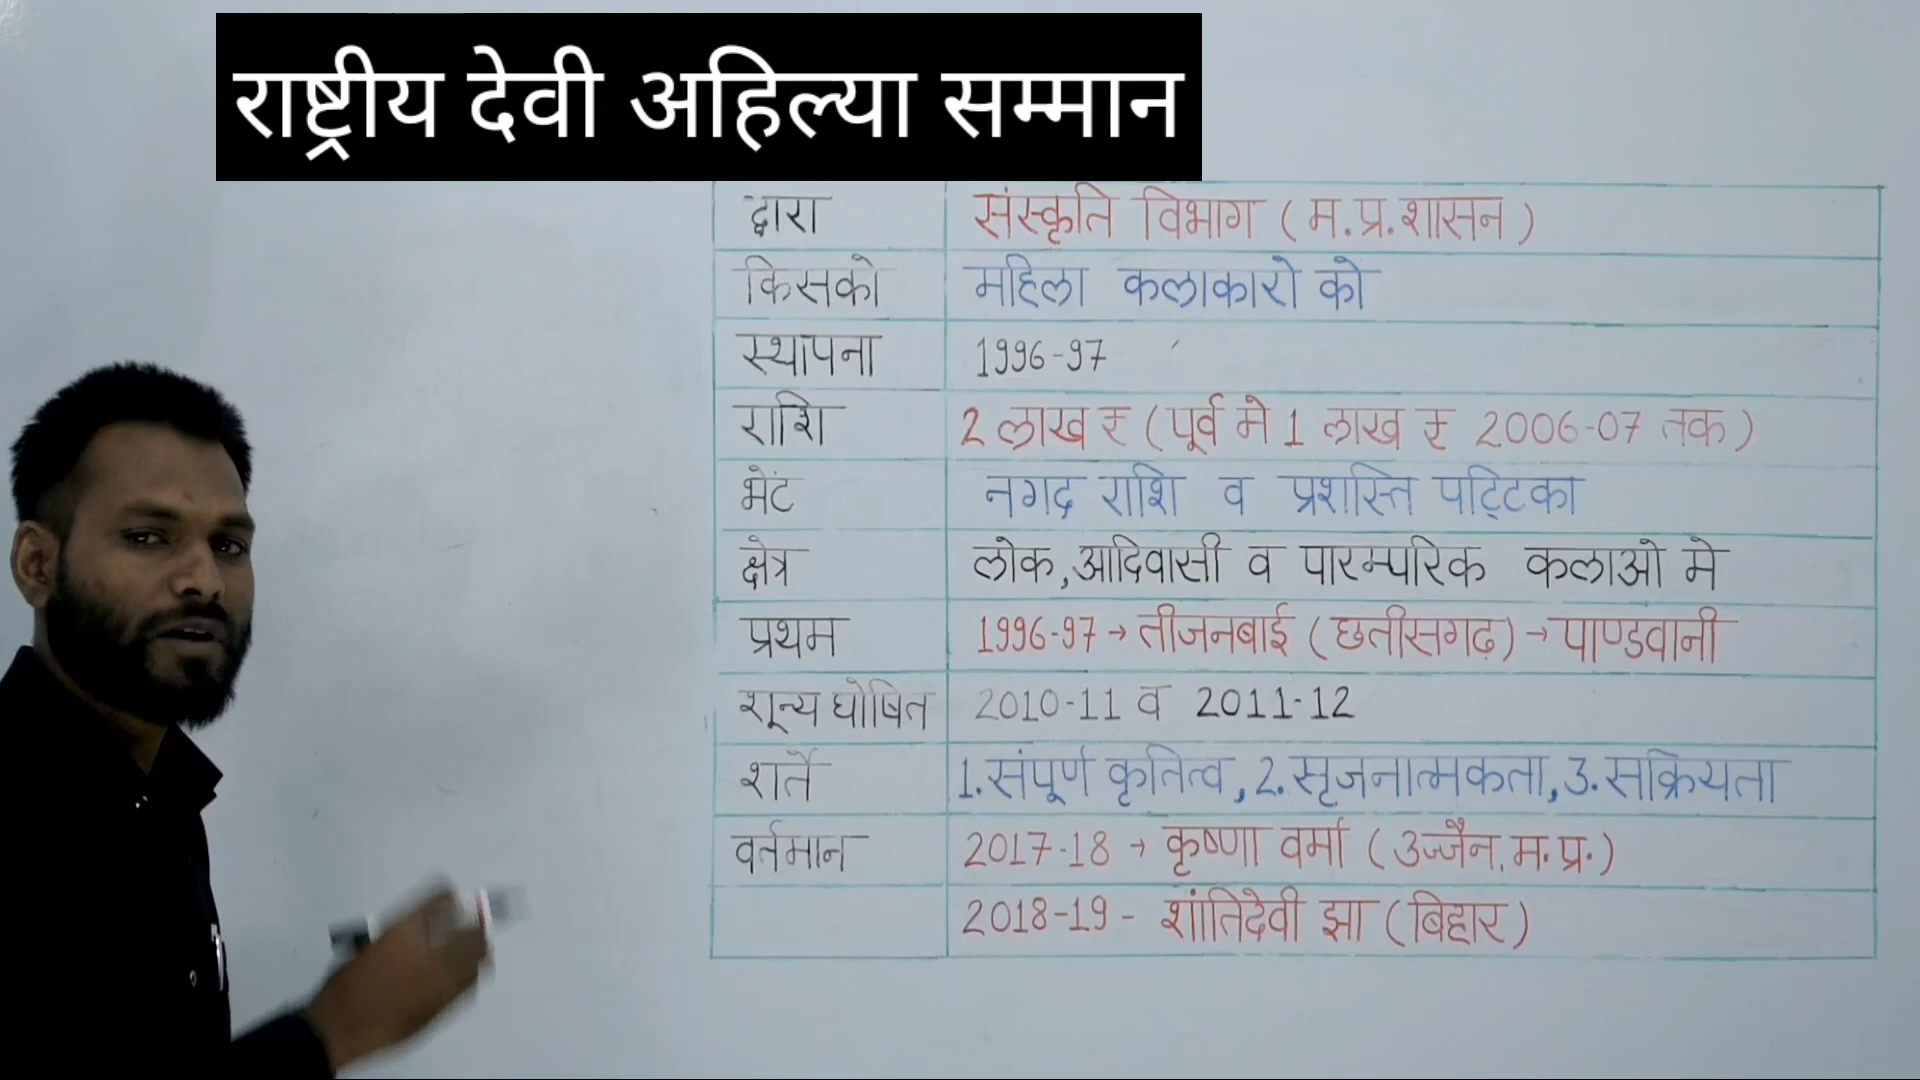 राष्ट्रीय देवी अहिल्या सम्मान
द्वारा संस्कृति विभाग (म.प्र.शासन)
किसको महिला कलाकारो को
स्थापना 1996-97
राशि 2 लाख ₹ (पूर्व मे 1 लाख ₹ 2006-07 तक)
भेंट नगद राशि व प्रशस्ति पट्टिका
क्षेत्र लोक,आदिवासी व पारम्परिक कलाओ मे
प्रथम 1996-97→तीजनबाई (छतीसगढ़)→पाण्डवानी
शून्य घोषित 2010-11 व 2011-12
शर्ते 1.संपूर्ण कृतित्व,2.सृजनात्मकता,3.सक्रियता
वर्तमान 2017-18 → कृष्णा वर्मा (उज्जैन,म.प्र.)
2018-19 - शांतिदेवी झा (बिहार)